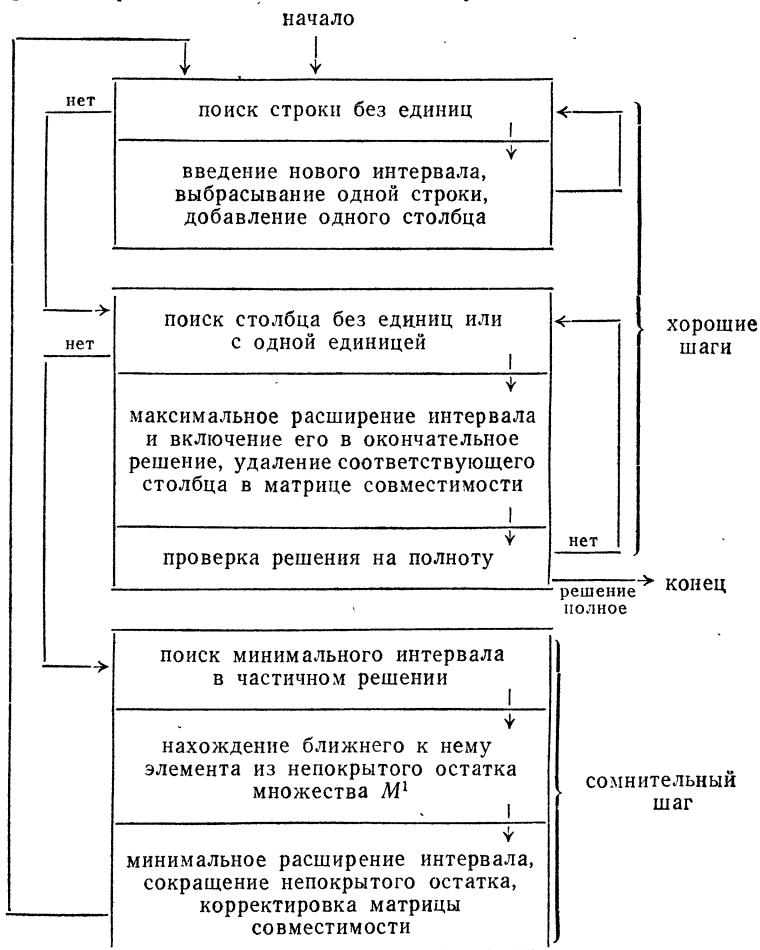 начало
нет
поиск строки без единиц
введение нового интервала,
выбрасывание одной строки,
добавление одного столбца
поиск столбца без единиц или
с одной единицей
нет
хорошие
шаги
максимальное расширение интервала
и включение его в окончательное
решение, удаление соответствующего
столбца в матрице совместимости
проверка решения на полноту
нет
решение
полное
конец
поиск минимального интервала
в частичном решении
нахождение ближнего к нему
элемента из непокрытого остатка
множества M¹
сомнительный
шаг
минимальное расширение интервала,
сокращение непокрытого остатка,
корректировка матрицы
совместимости